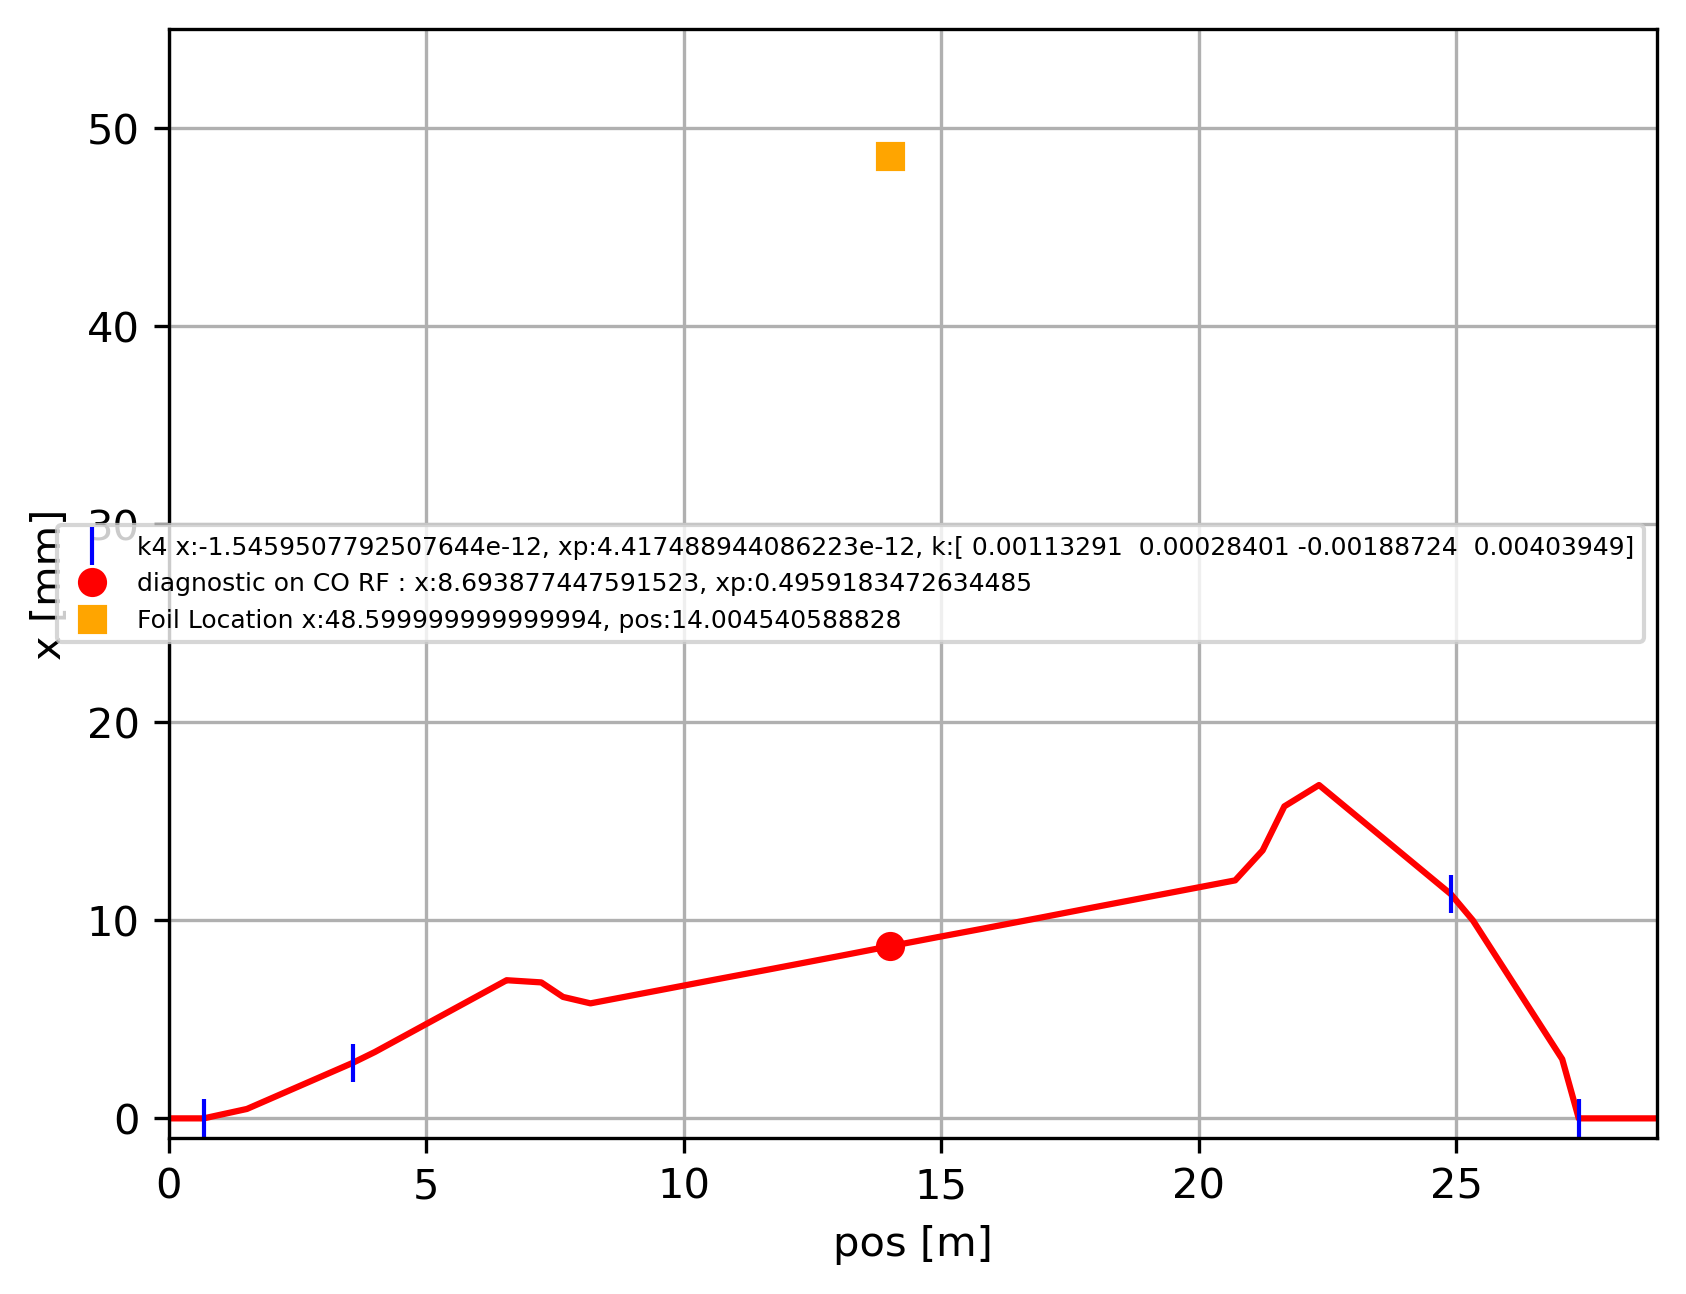 50
40
30
x [mm]
k4 x:-1.5459507792507644e-12, xp:4.417488944086223e-12, k:[ 0.00113291  0.00028401 -0.00188724  0.00403949]
diagnostic on CO RF : x:8.693877447591523, xp:0.4959183472634485
Foil Location x:48.599999999999994, pos:14.004540588828
20
10
0
0 5 10 15 20 25
pos [m]